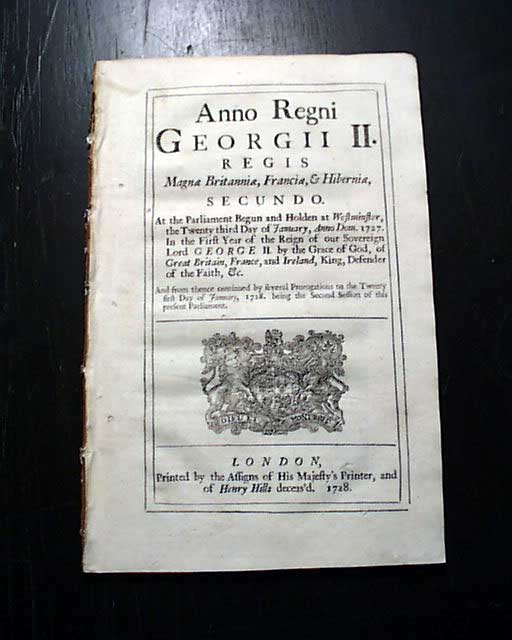 Anno Regni
GEORGII II.
REGIS
Magnæ Britanniæ, Franciæ, & Hiberniæ,
SECUNDO.
At the Parliament Begun and Holden at Weſtminſter,
the Twenty third Day of January, Anno Dom. 1727.
In the Firſt Year of the Reign of our Sovereign
Lord GEORGE II. by the Grace of God, of
Great Britain, France, and Ireland, King, Defender
of the Faith, &c.
And from thence continued by ſeveral Prorogations to the Twenty
firſt Day of January, 1728. being the Second Seſſion of this
preſent Parliament.
DIEU ET MON DROIT
LONDON,
Printed by the Aſſigns of His Majeſty's Printer, and
of Henry Hills deceas'd. 1728.